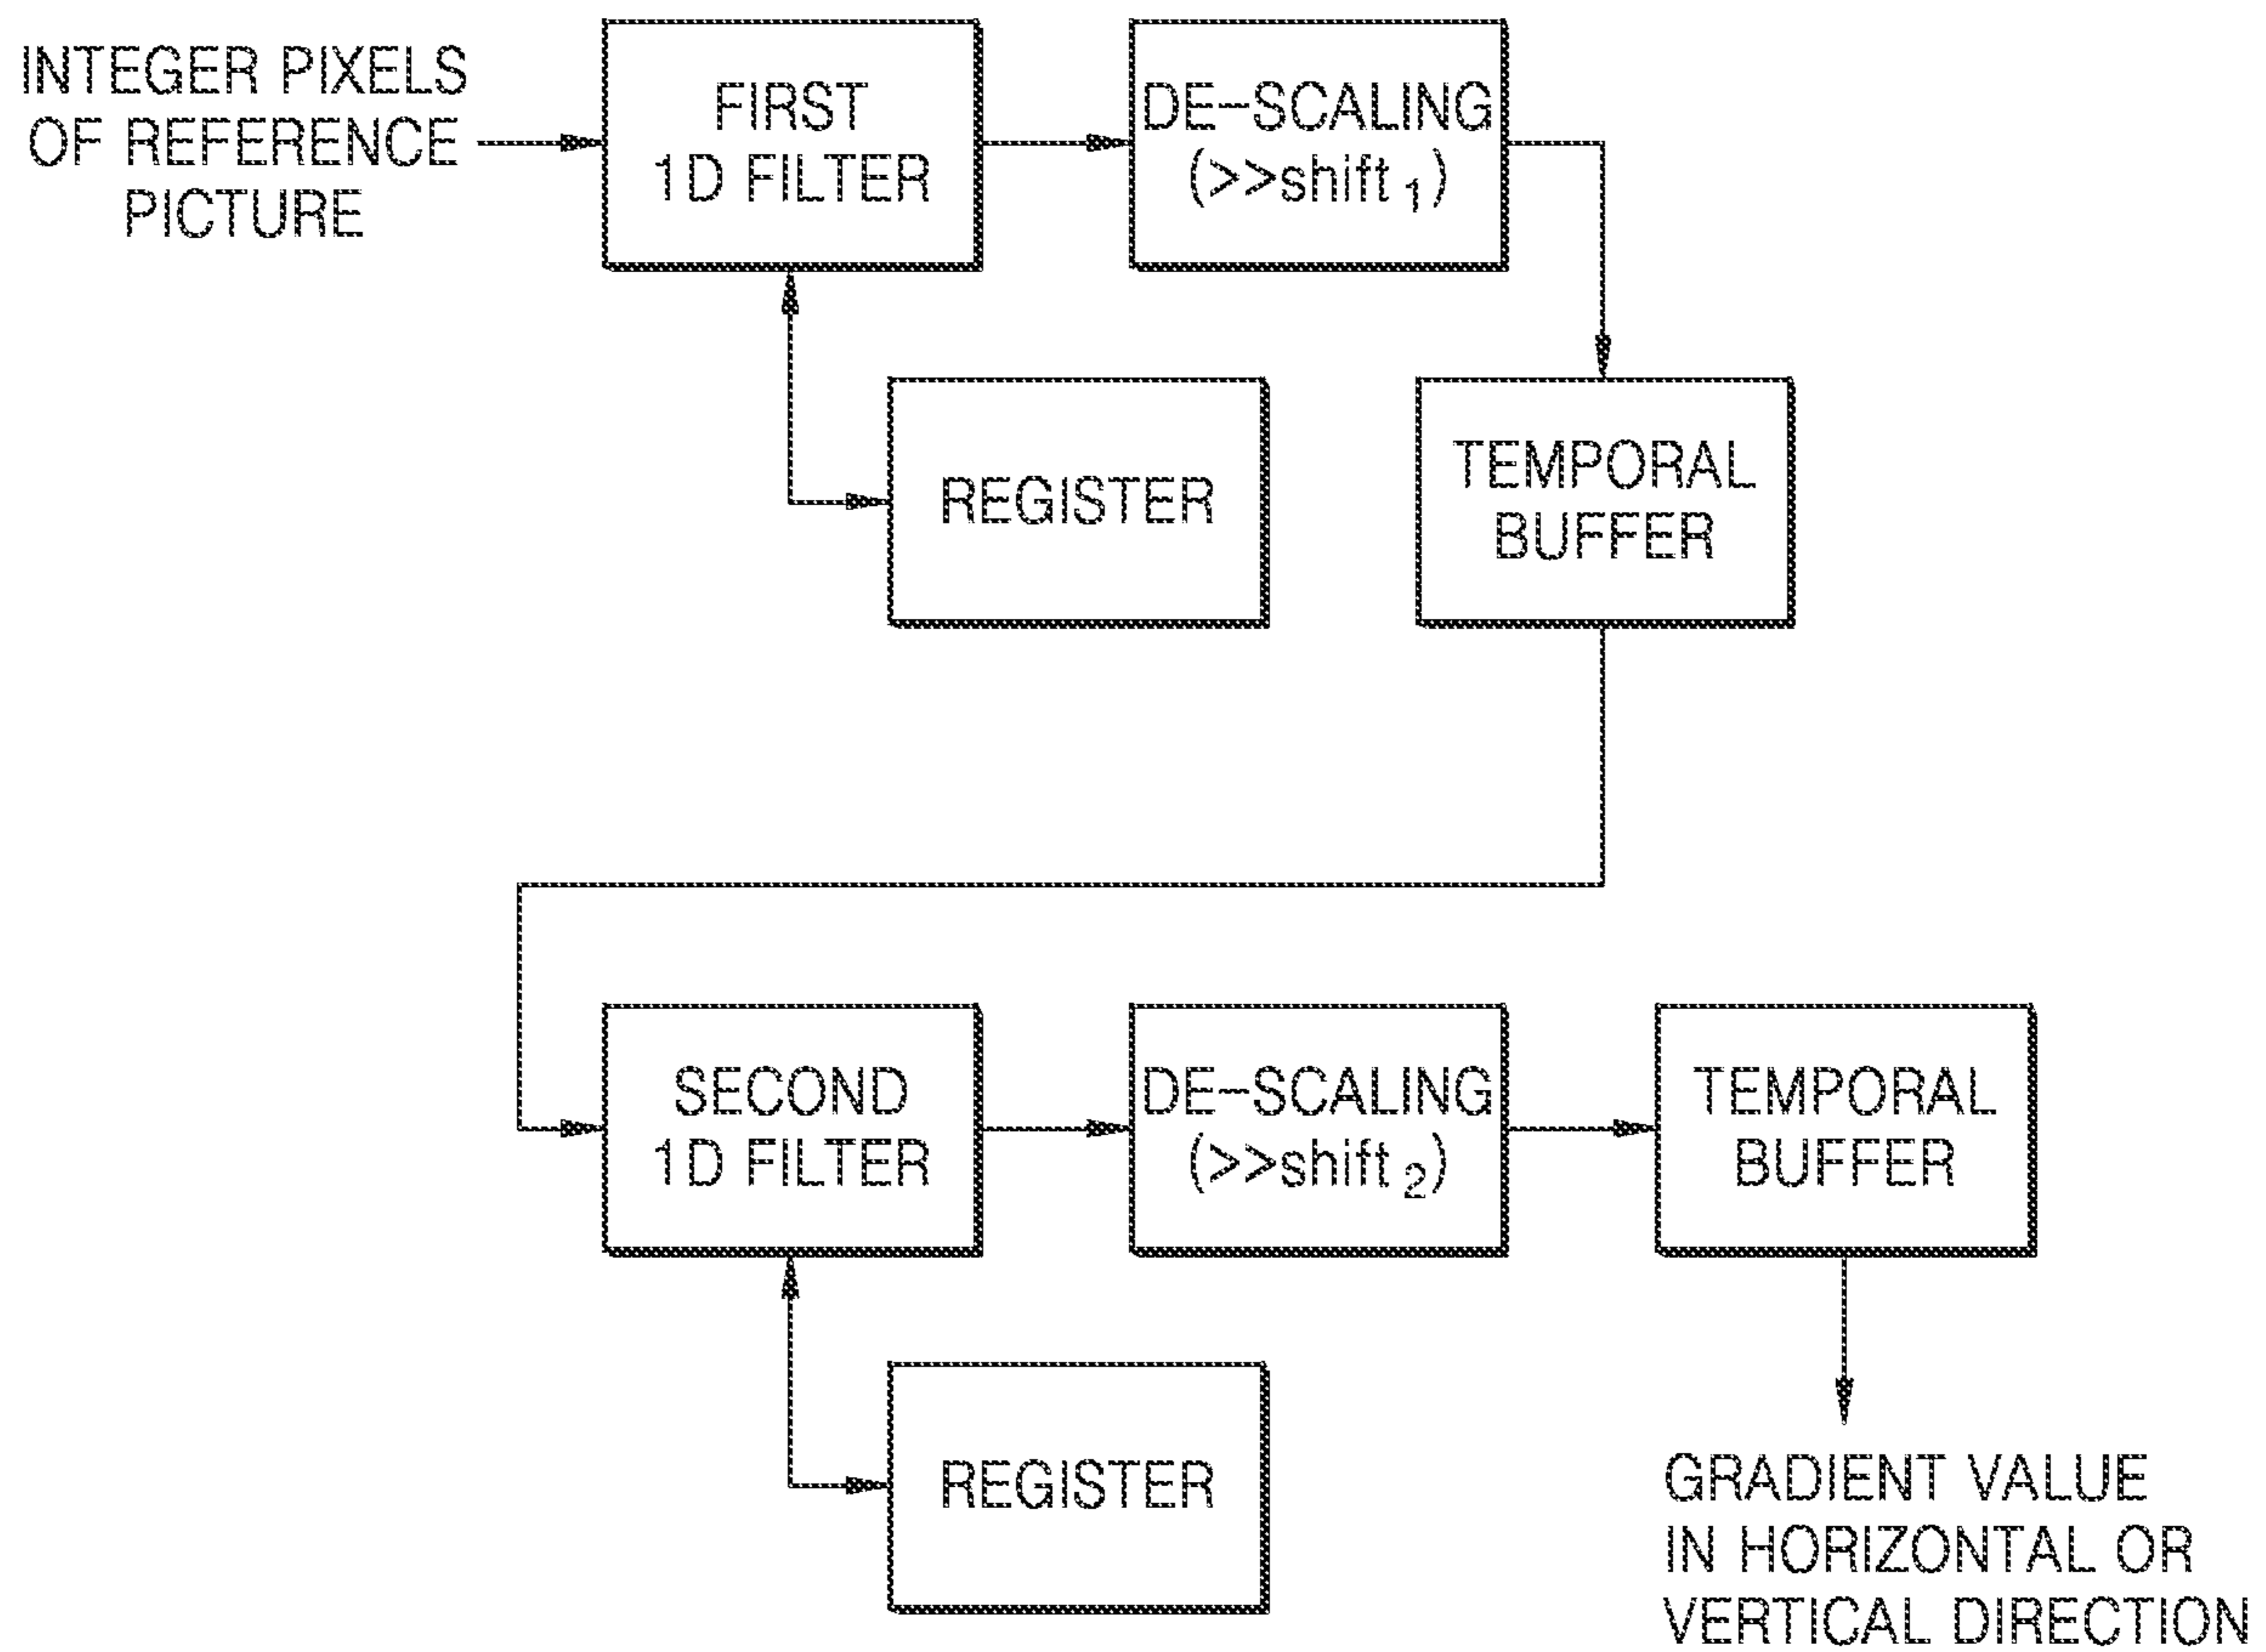 INTEGER PIXELS
OF REFERENCE
PICTURE
FIRST
1D FILTER
DE-SCALING
(>>shift 1)
REGISTER
TEMPORAL
BUFFER
SECOND
1D FILTER
DE-SCALING
(>>shift 2)
TEMPORAL
BUFFER
REGISTER
GRADIENT VALUE
IN HORIZONTAL OR
VERTICAL DIRECTION